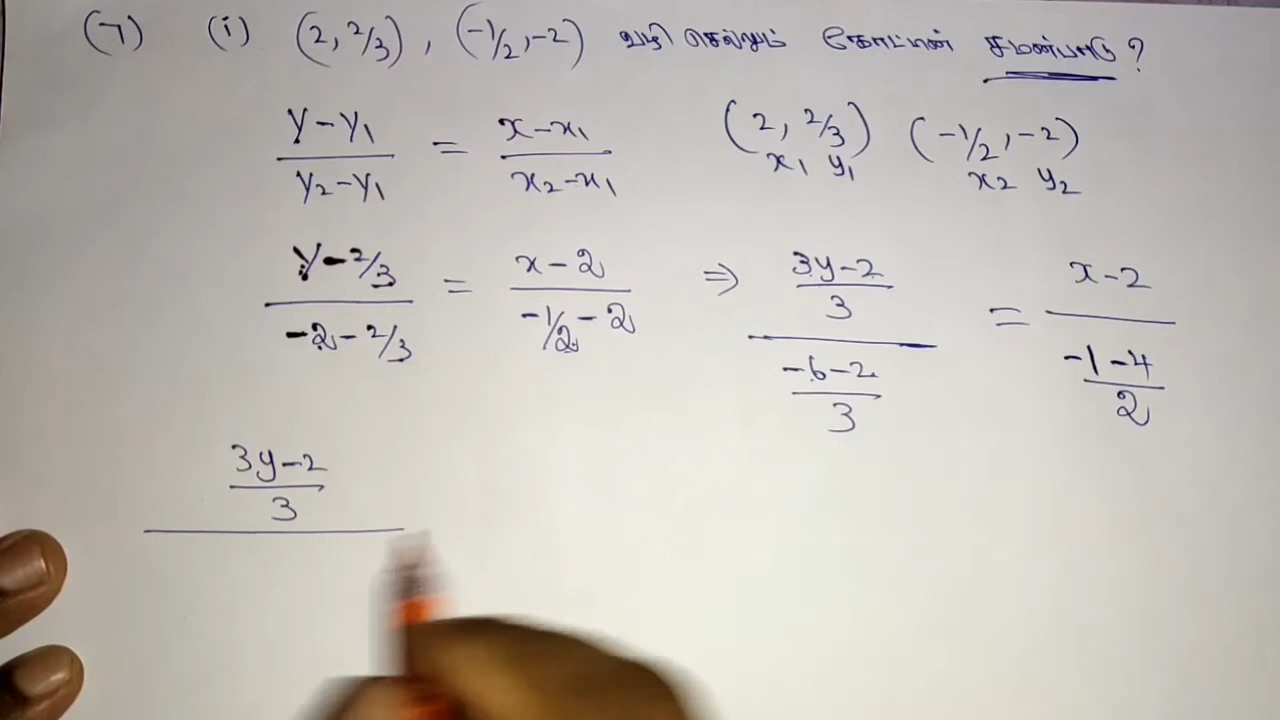 (7) (i) (2, 2/3), (-1/2, -2) வழி செல்லும் கோட்டின் சமன்பாடு?
y-y₁ / y₂-y₁ = x-x₁ / x₂-x₁ (2, 2/3) (-1/2, -2)
x₁ y₁ x₂ y₂
y-2/3 / -2-2/3 = x-2 / -1/2-2 ⇒ 3y-2/3 / -6-2/3 = x-2 / -1-4/2
3y-2/3